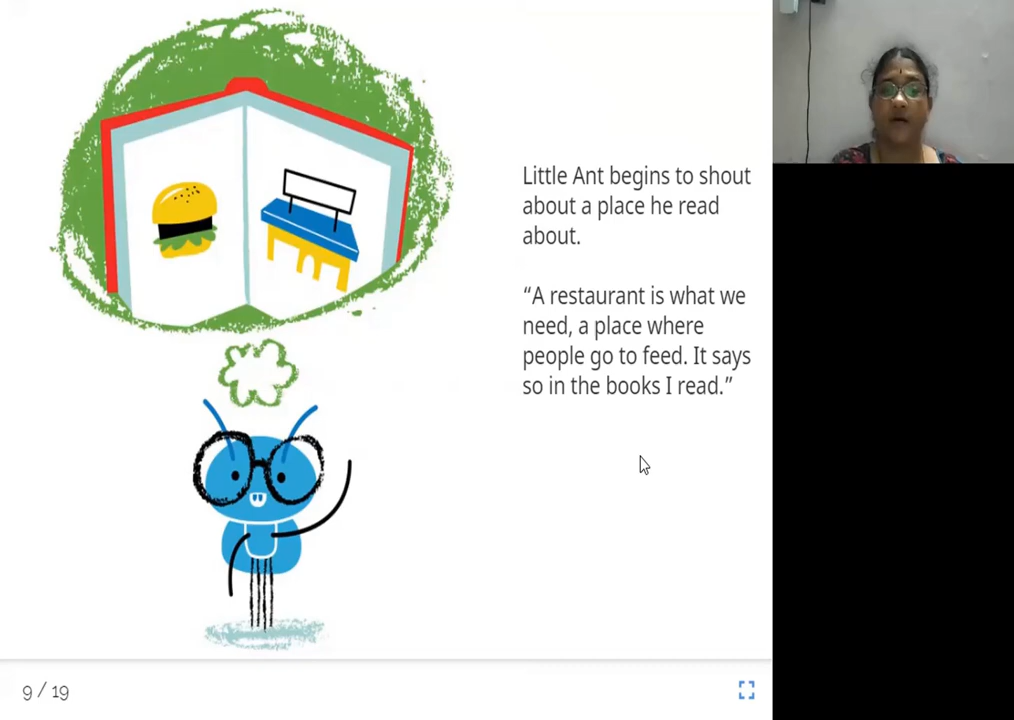 Little Ant begins to shout
about a place he read
about.
“A restaurant is what we
need, a place where
people go to feed. It says
so in the books I read.”
9 / 19